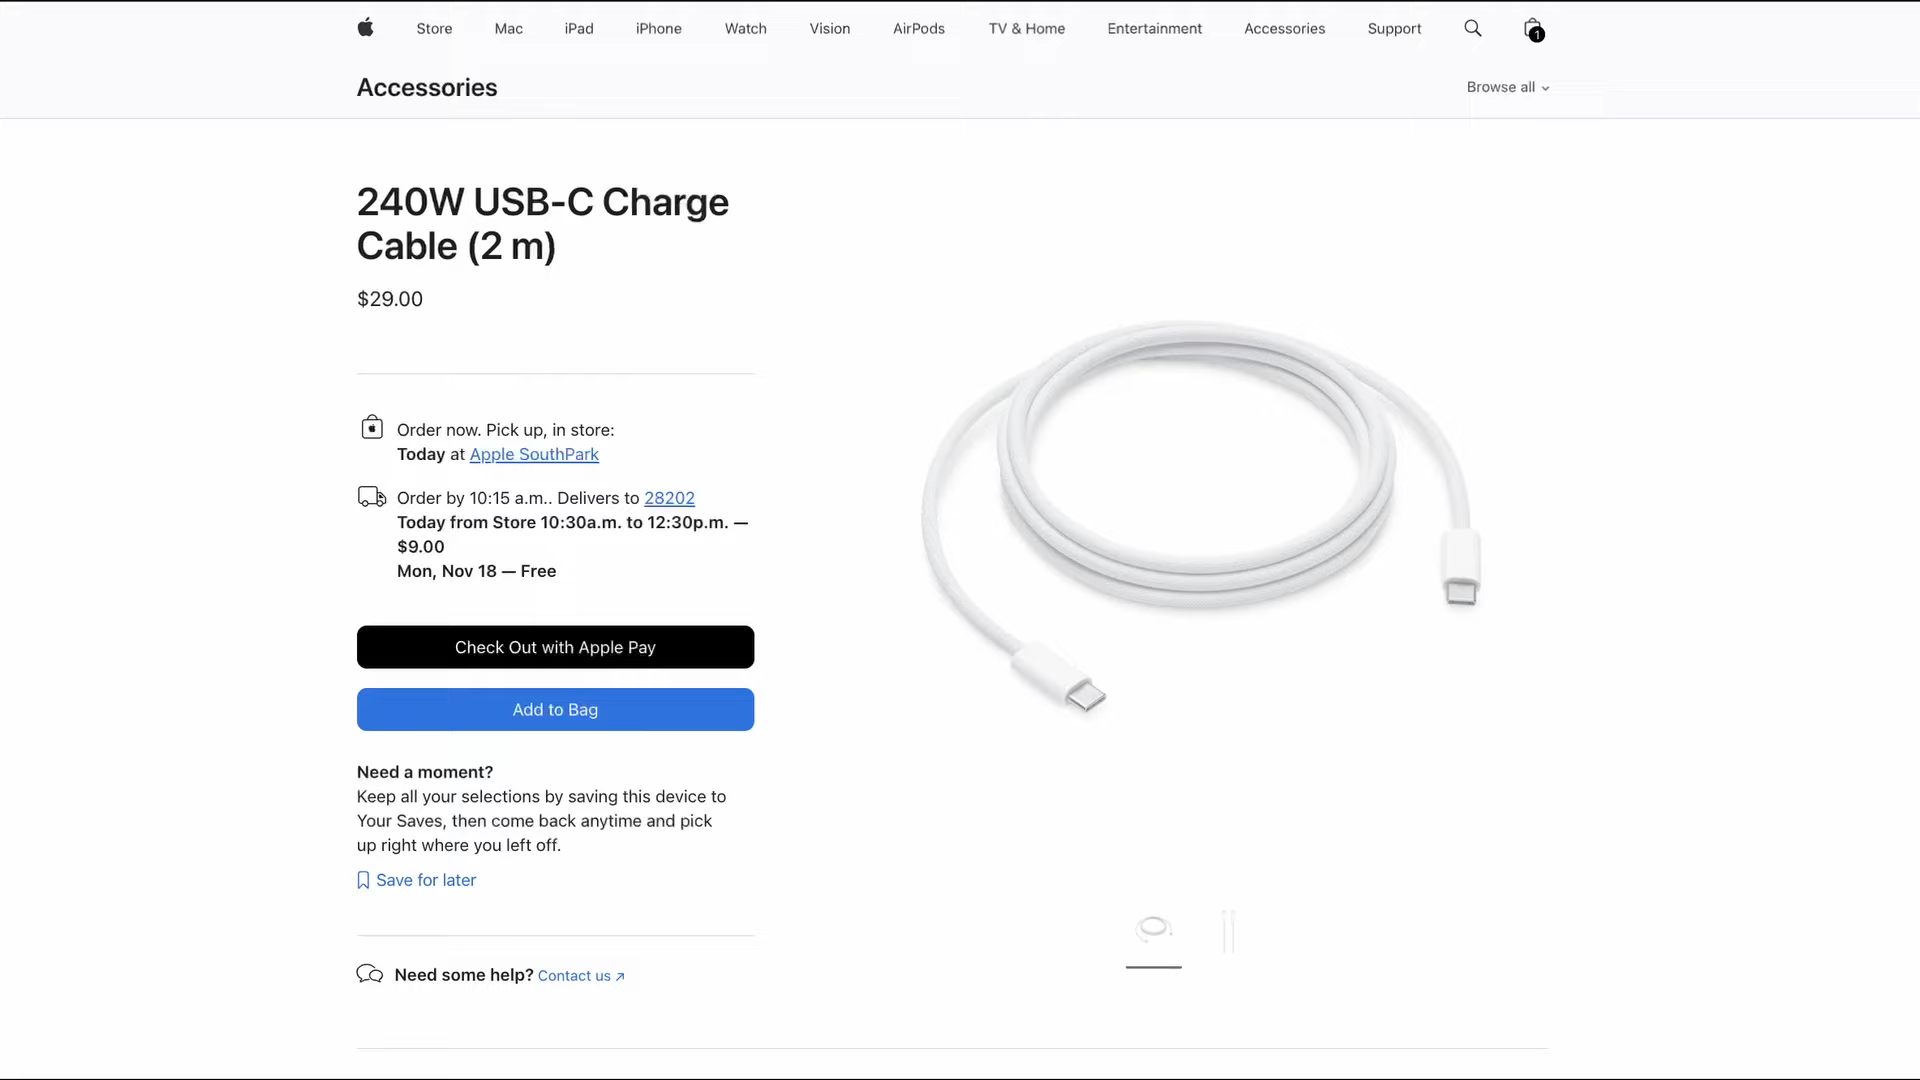 Store Mac iPad iPhone Watch Vision AirPods TV & Home Entertainment Accessories Support 1
Accessories
Browse all
240W USB-C Charge
Cable (2 m)
$29.00
Order now. Pick up, in store:
Today at Apple SouthPark
Order by 10:15 a.m.. Delivers to 28202
Today from Store 10:30a.m. to 12:30p.m. —
$9.00
Mon, Nov 18 — Free
Check Out with Apple Pay
Add to Bag
Need a moment?
Keep all your selections by saving this device to
Your Saves, then come back anytime and pick
up right where you left off.
Save for later
Need some help? Contact us ↗